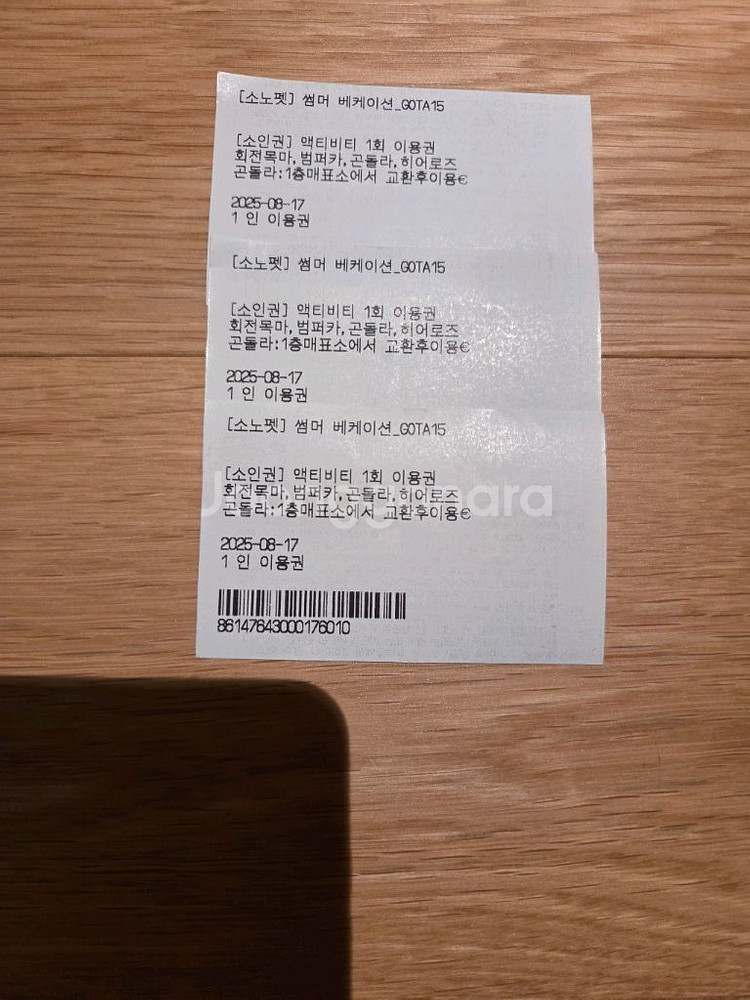 [소노펫] 썸머 베케이션_GOTA15
[소인권] 액티비티 1회 이용권
회전목마,범퍼카,곤돌라,히어로즈
곤돌라:1층매표소에서 교환후이용€
2025-08-17
1 인 이용권
[소노펫] 썸머 베케이션_GOTA15
[소인권] 액티비티 1회 이용권
회전목마,범퍼카,곤돌라,히어로즈
곤돌라:1층매표소에서 교환후이용€
2025-08-17
1 인 이용권
[소노펫] 썸머 베케이션_GOTA15
[소인권] 액티비티 1회 이용권
회전목마,범퍼카,곤돌라,히어로즈
곤돌라:1층매표소에서 교환후이용€
2025-08-17
1 인 이용권
86147643000176010